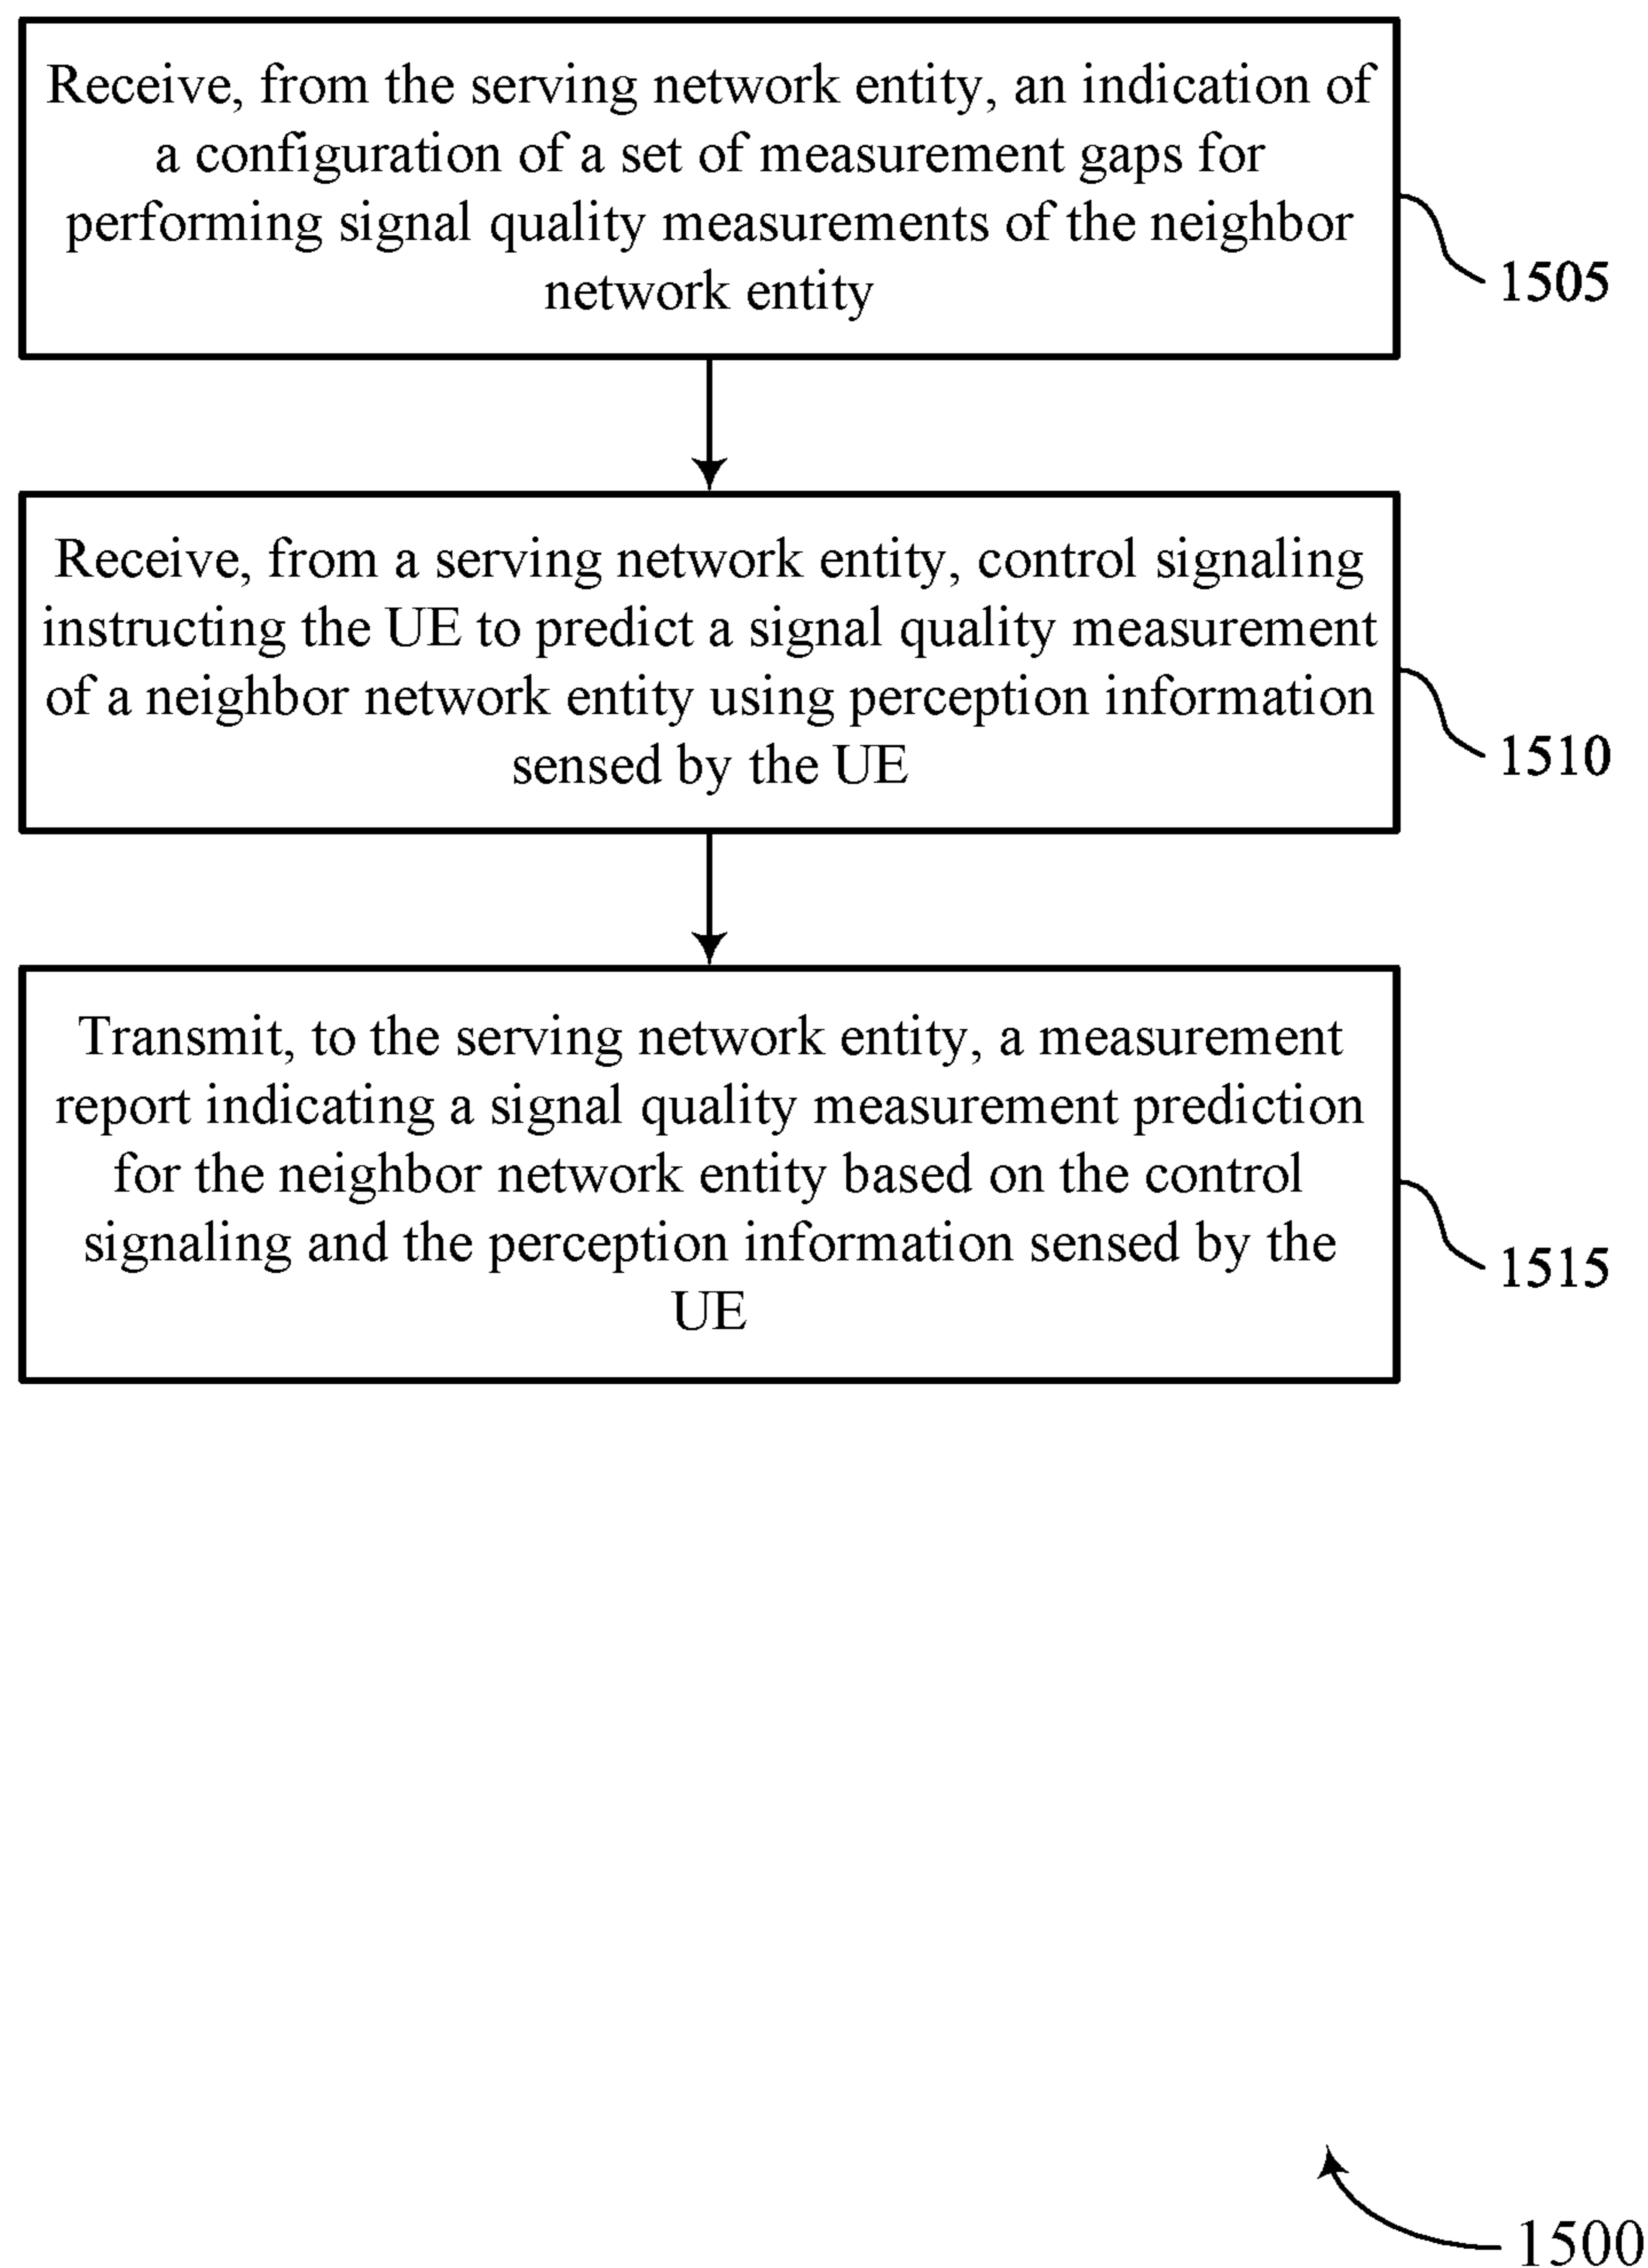 Receive, from the serving network entity, an indication of
a configuration of a set of measurement gaps for
performing signal quality measurements of the neighbor
network entity
1505
Receive, from a serving network entity, control signaling
instructing the UE to predict a signal quality measurement
of a neighbor network entity using perception information
sensed by the UE
1510
Transmit, to the serving network entity, a measurement
report indicating a signal quality measurement prediction
for the neighbor network entity based on the control
signaling and the perception information sensed by the
UE
1515
1500